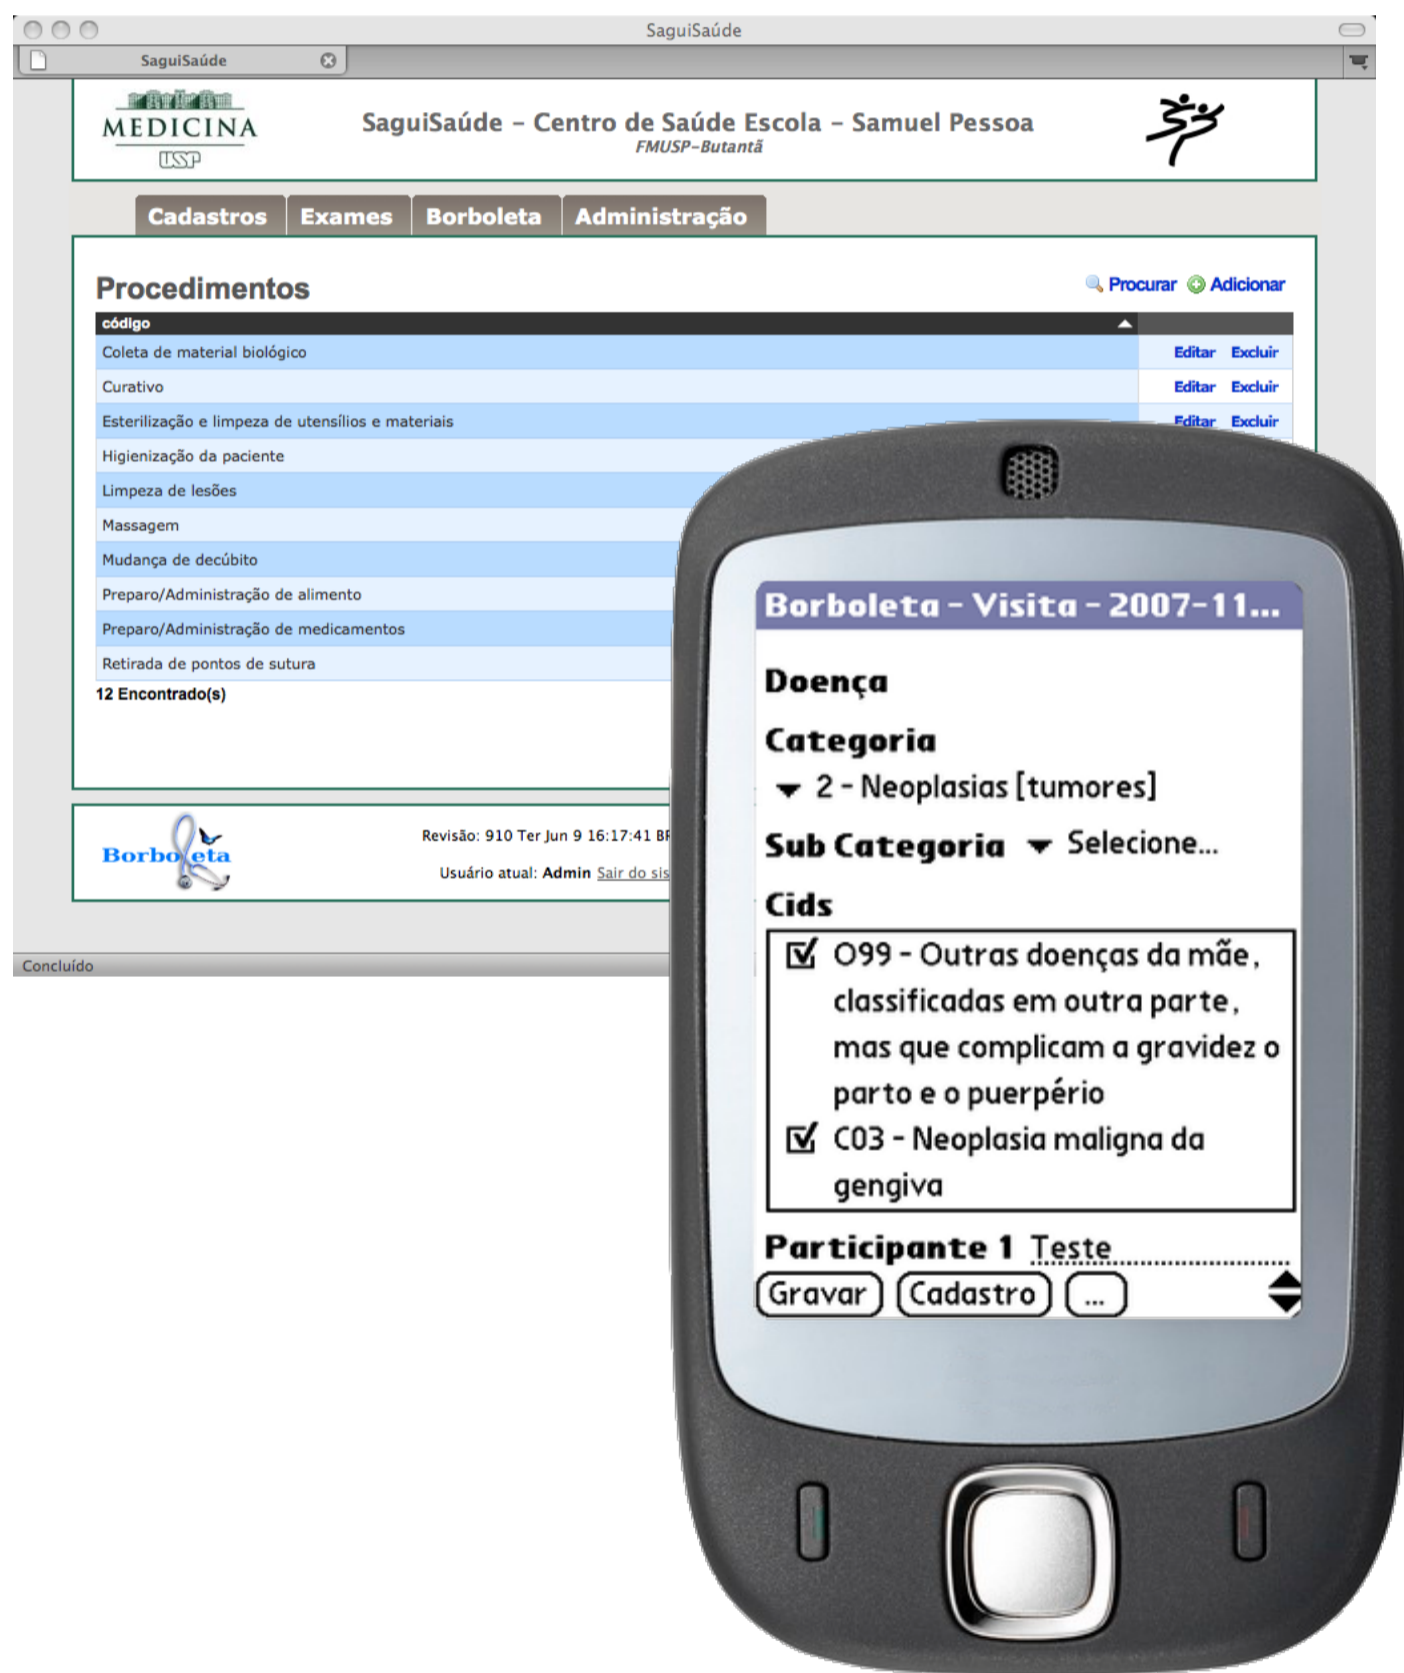 SaguiSaúde
SaguiSaúde
MEDICINA
USP
SaguiSaúde – Centro de Saúde Escola – Samuel Pessoa
FMUSP–Butantã
Cadastros Exames Borboleta Administração
Procedimentos
Procurar Adicionar
código
Coleta de material biológico Editar Excluir
Curativo Editar Excluir
Esterilização e limpeza de utensílios e materiais Editar Excluir
Higienização da paciente
Limpeza de lesões
Massagem
Mudança de decúbito
Preparo/Administração de alimento
Preparo/Administração de medicamentos
Retirada de pontos de sutura
12 Encontrado(s)
Borboleta
Revisão: 910 Ter Jun 9 16:17:41
Usuário atual: Admin Sair do
Concluído
Borboleta – Visita – 2007–11...
Doença
Categoria
2 – Neoplasias [tumores]
Sub Categoria Selecione...
Cids
O99 – Outras doenças da mãe,
classificadas em outra parte,
mas que complicam a gravidez o
parto e o puerpério
C03 – Neoplasia maligna da
gengiva
Participante 1 Teste
Gravar Cadastro ...